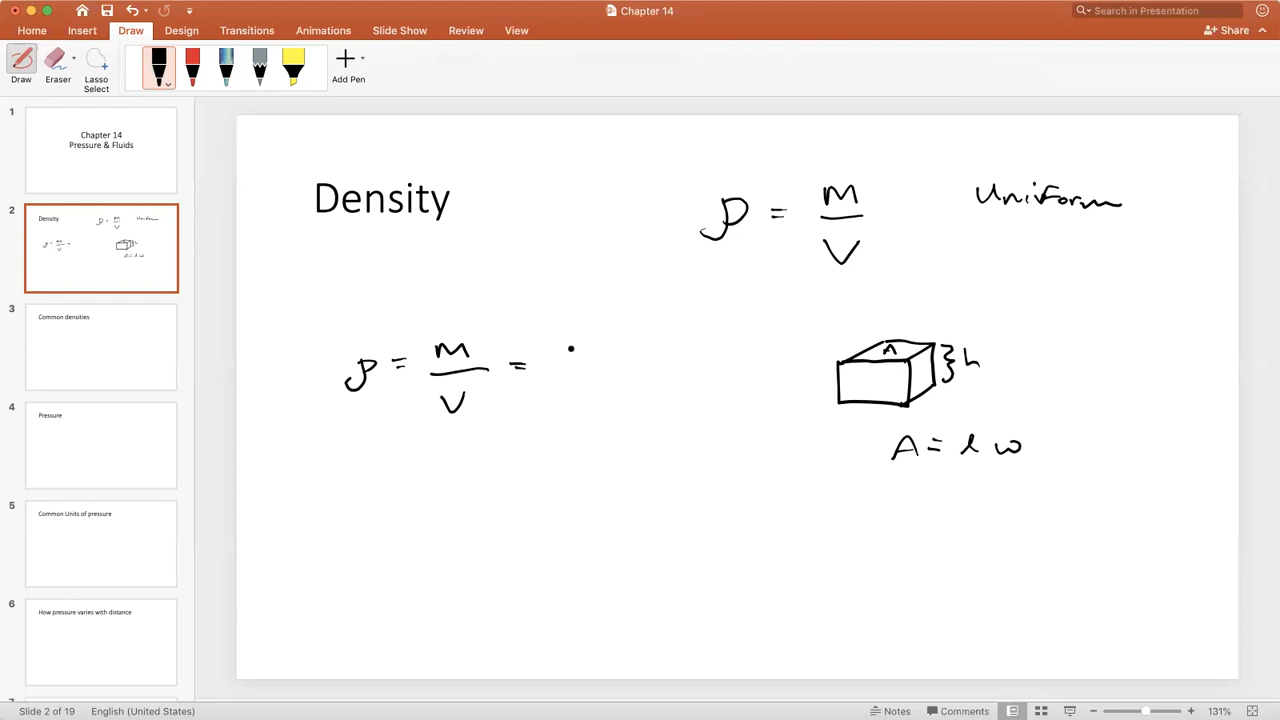 Chapter 14
Search in Presentation
Home Insert Draw Design Transitions Animations Slide Show Review View Share
Draw Eraser Lasso Select Add Pen
1
Chapter 14
Pressure & Fluids
2
Density
ρ = m/V Uniform
ρ = m/V =
h
A = l w
3
Common densities
4
Pressure
5
Common Units of pressure
6
How pressure varies with distance
7
Density
ρ = m/V
Uniform
ρ = m/V =
A
h
A = l w
Slide 2 of 19 English (United States) Notes Comments 131%